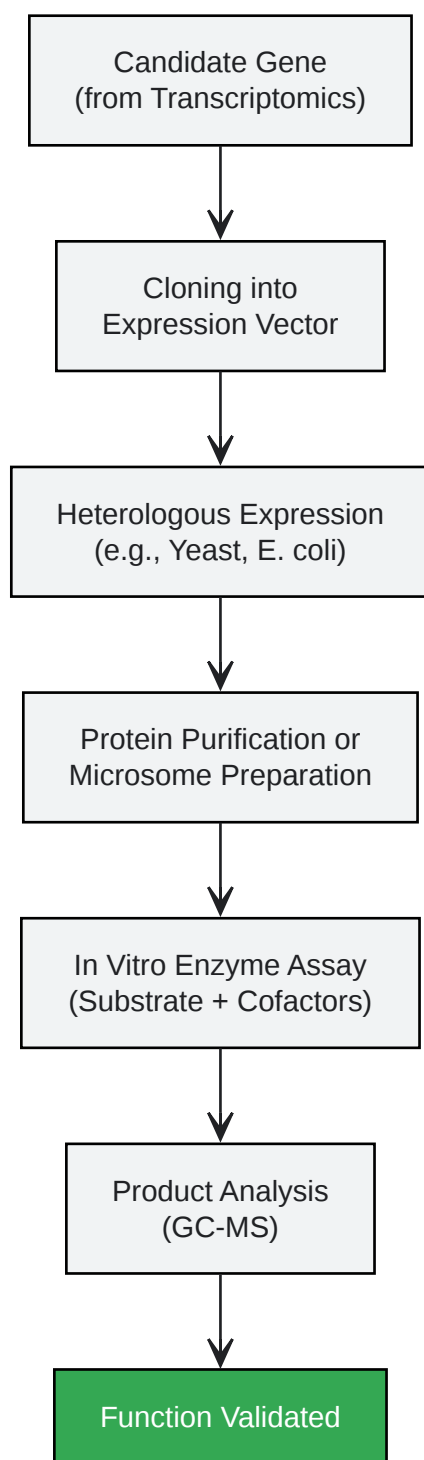 Candidate Gene
(from Transcriptomics)
Cloning into
Expression Vector
Heterologous Expression
(e.g., Yeast, E. coli)
Protein Purification or
Microsome Preparation
In Vitro Enzyme Assay
(Substrate + Cofactors)
Product Analysis
(GC-MS)
Function Validated